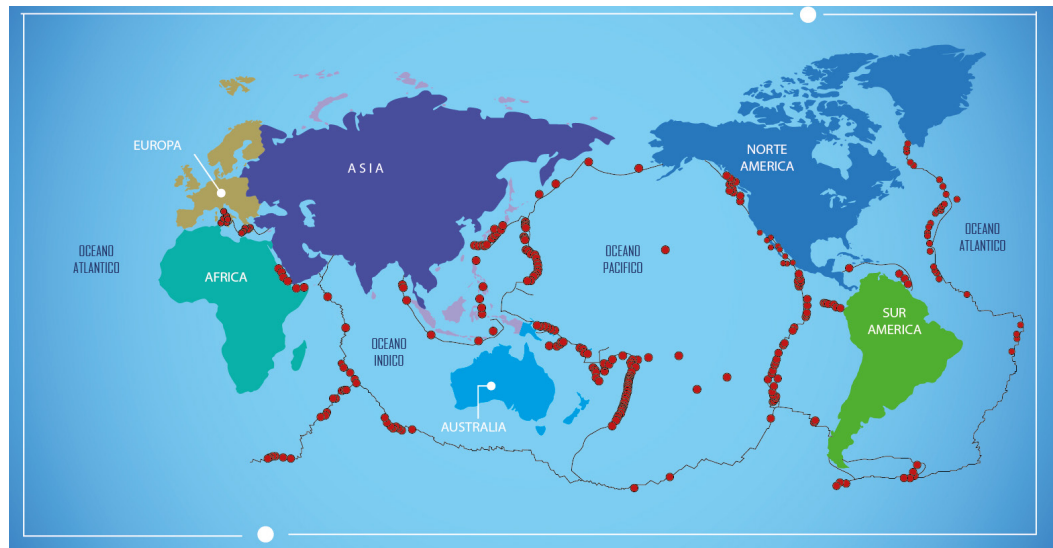 EUROPA
ASIA
NORTE
AMERICA
OCEANO
ATLANTICO
AFRICA
OCEANO
PACIFICO
OCEANO
ATLANTICO
SUR
AMERICA
OCEANO
INDICO
AUSTRALIA